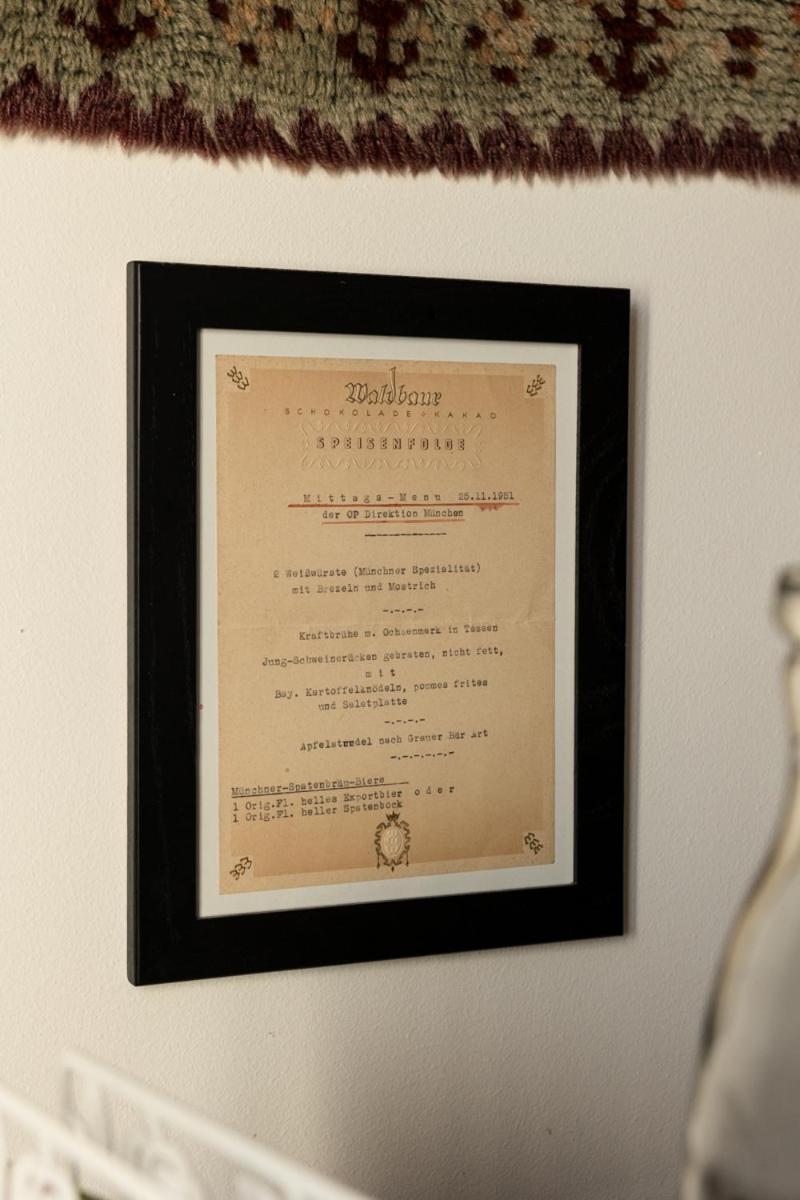 Waldbaur
SCHOKOLADE KAKAO
SPEISENFOLGE
Mittags-Menu 25.11.1951
der OP Direktion München
2 Weißwürste (Münchner Spezialität)
mit Brezeln und Mostrich
-.-.-.-
Kraftbrühe m. Ochsenmark in Tassen
Jung-Schweinsrücken gebraten, nicht fett,
mit
Bay. Kartoffelknödeln, pommes frites
und Salatplatte
-.-.-.-
Apfelstrudel nach Grauer Bär Art
-.-.-.-.-.-
Münchner-Spatenbräu-Biere
1 Orig.Fl. helles Exportbier oder
1 Orig.Fl. heller Spatenbock